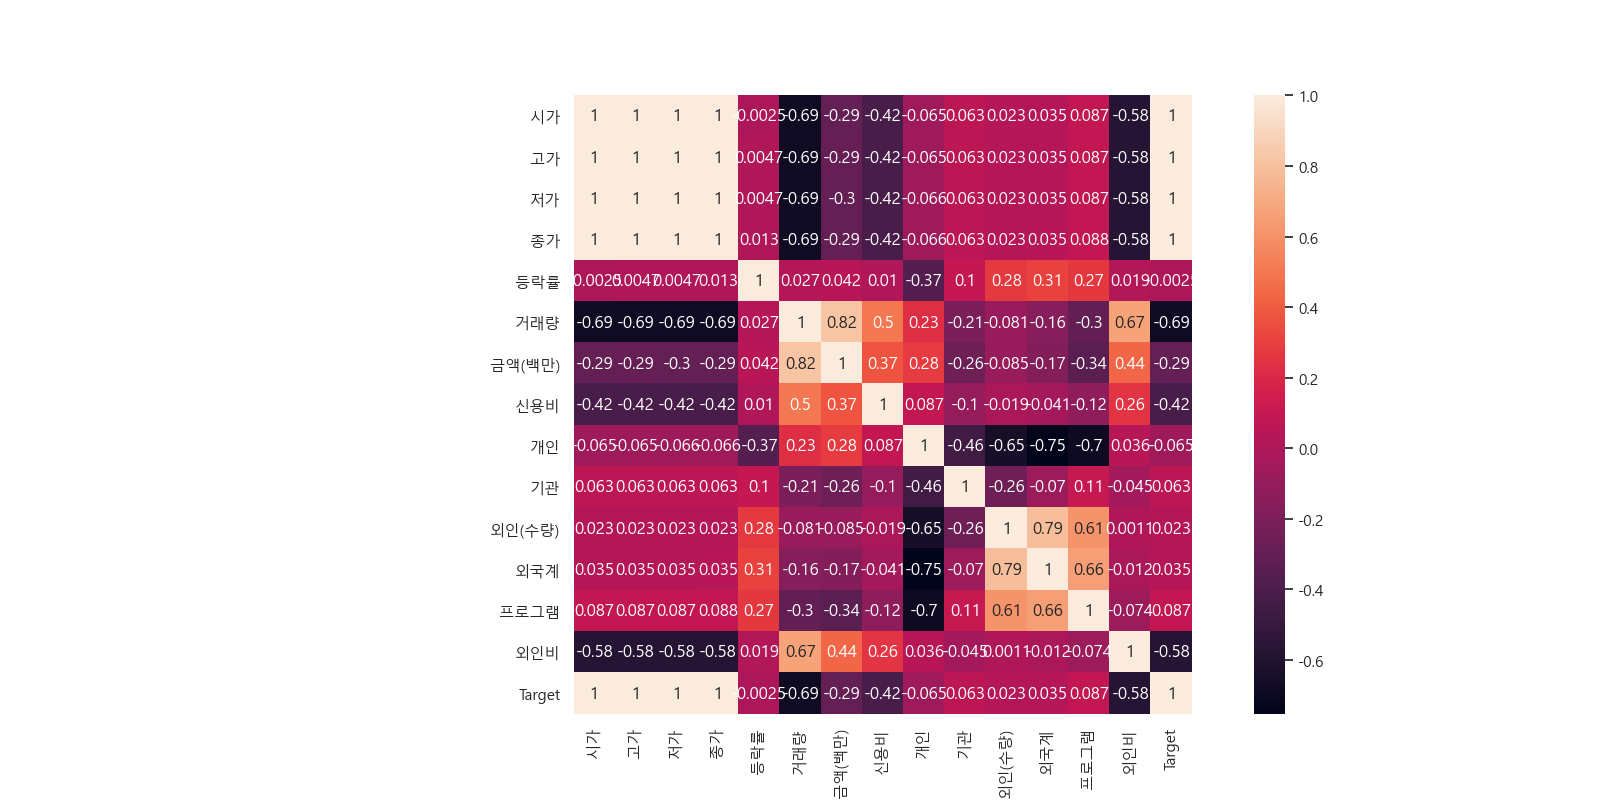 시가 1 1 1 1 -0.0025 -0.69 -0.29 -0.42 -0.065 0.063 0.023 0.035 0.087 -0.58 1
고가 1 1 1 1 0.0047 -0.69 -0.29 -0.42 -0.065 0.063 0.023 0.035 0.087 -0.58 1
저가 1 1 1 1 0.0047 -0.69 -0.3 -0.42 -0.066 0.063 0.023 0.035 0.087 -0.58 1
종가 1 1 1 1 0.013 -0.69 -0.29 -0.42 -0.066 0.063 0.023 0.035 0.088 -0.58 1
등락률 -0.0025 0.0047 0.0047 0.013 1 0.027 0.042 0.01 -0.37 0.1 0.28 0.31 0.27 0.019 -0.0025
거래량 -0.69 -0.69 -0.69 -0.69 0.027 1 0.82 0.5 0.23 -0.21 -0.081 -0.16 -0.3 0.67 -0.69
금액(백만) -0.29 -0.29 -0.3 -0.29 0.042 0.82 1 0.37 0.28 -0.26 -0.085 -0.17 -0.34 0.44 -0.29
신용비 -0.42 -0.42 -0.42 -0.42 0.01 0.5 0.37 1 0.087 -0.1 -0.019 -0.041 -0.12 0.26 -0.42
개인 -0.065 -0.065 -0.066 -0.066 -0.37 0.23 0.28 0.087 1 -0.46 -0.65 -0.75 -0.7 0.036 -0.065
기관 0.063 0.063 0.063 0.063 0.1 -0.21 -0.26 -0.1 -0.46 1 -0.26 -0.07 0.11 -0.045 0.063
외인(수량) 0.023 0.023 0.023 0.023 0.28 -0.081 -0.085 -0.019 -0.65 -0.26 1 0.79 0.61 0.0011 0.023
외국계 0.035 0.035 0.035 0.035 0.31 -0.16 -0.17 -0.041 -0.75 -0.07 0.79 1 0.66 -0.012 0.035
프로그램 0.087 0.087 0.087 0.088 0.27 -0.3 -0.34 -0.12 -0.7 0.11 0.61 0.66 1 -0.074 0.087
외인비 -0.58 -0.58 -0.58 -0.58 0.019 0.67 0.44 0.26 0.036 -0.045 0.0011 -0.012 -0.074 1 -0.58
Target 1 1 1 1 -0.0025 -0.69 -0.29 -0.42 -0.065 0.063 0.023 0.035 0.087 -0.58 1
시가 고가 저가 종가 등락률 거래량 금액(백만) 신용비 개인 기관 외인(수량) 외국계 프로그램 외인비 Target
1.0
0.8
0.6
0.4
0.2
0.0
-0.2
-0.4
-0.6